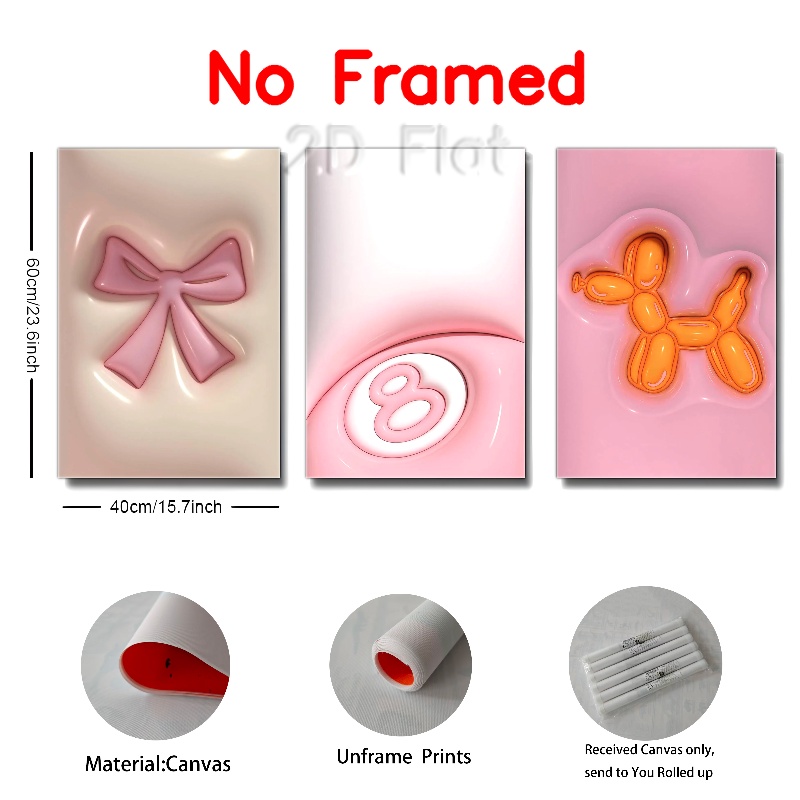 No Framed
2D Flat
60cm/23.6inch
8
40cm/15.7inch
Material:Canvas
Unframe Prints
Received Canvas only,
send to You Rolled up